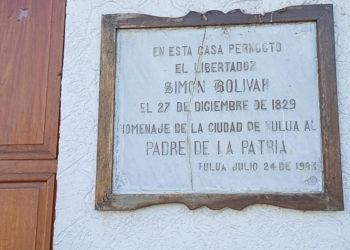 EN ESTA CASA PERNOCTO
EL LIBERTADOR
SIMON BOLIVAR
EL 27 DE DICIEMBRE DE 1829
HOMENAJE DE LA CIUDAD DE TULUA AL
PADRE DE LA PATRIA
TULUA JULIO 24 DE